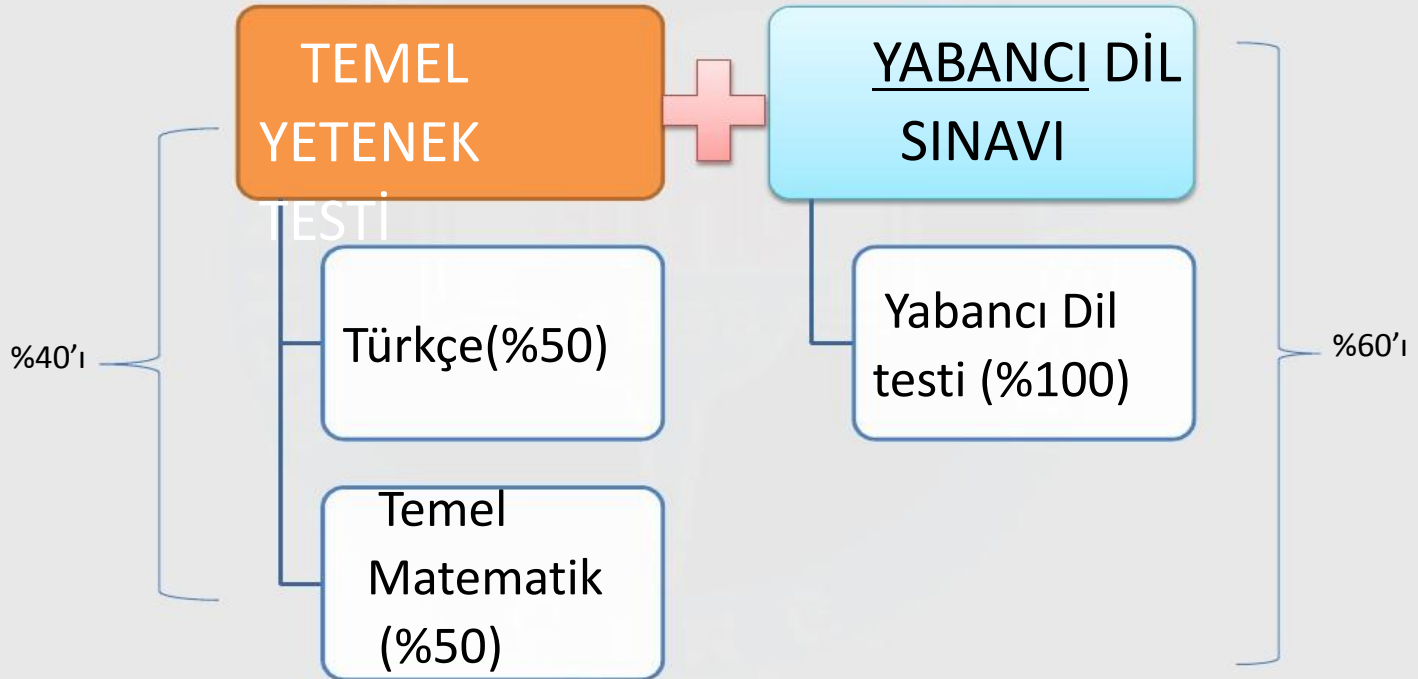 TEMEL
YETENEK
TESTİ
YABANCI DİL
SINAVI
%40’ı
Türkçe(%50)
Temel
Matematik
(%50)
Yabancı Dil
testi (%100)
%60’ı